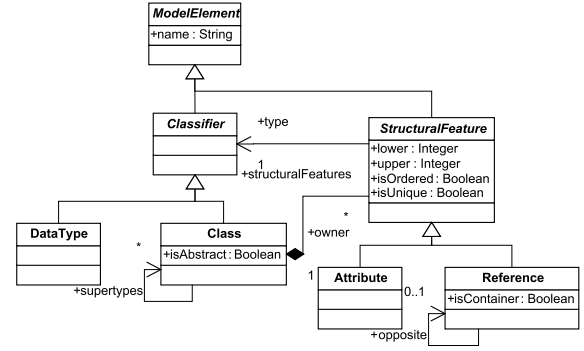 ModelElement
+name : String
Classifier
+type
StructuralFeature
+lower : Integer
+upper : Integer
+isOrdered : Boolean
+isUnique : Boolean
1
+structuralFeatures
*
+owner
DataType
Class
+isAbstract : Boolean
*
+supertypes
1
Attribute
0..1
Reference
+isContainer : Boolean
+opposite